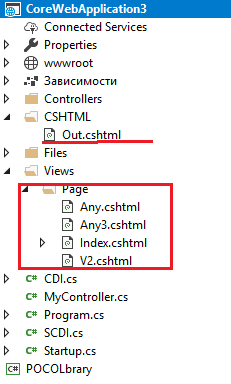 CoreWebApplication3
Connected Services
Properties
wwwroot
Зависимости
Controllers
CSHTML
Out.cshtml
Files
Views
Page
Any.cshtml
Any3.cshtml
Index.cshtml
V2.cshtml
C# CDI.cs
C# MyController.cs
C# Program.cs
C# SCDI.cs
C# Startup.cs
C# POCOLbrary